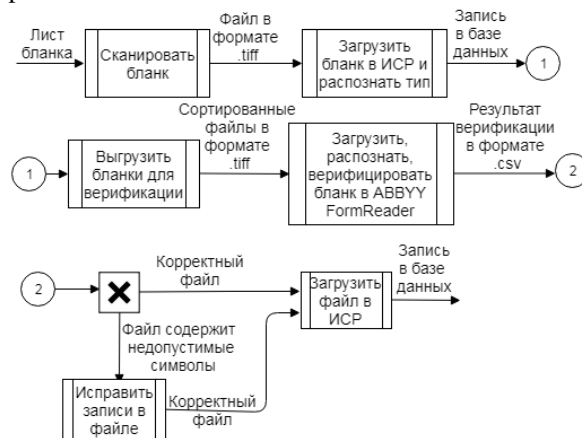 Лист
бланка
Сканировать
бланк
Файл в
формате
.tiff
Загрузить
бланк в ИСР и
распознать тип
Запись
в базе
данных
1
1
Выгрузить
бланки для
верификации
Сортированные
файлы в
формате
.tiff
Загрузить,
распознать,
верифицировать
бланк в ABBYY
FormReader
Результат
верификации
в формате
.csv
2
2
Корректный
файл
Файл содержит
недопустимые
символы
Исправить
записи в
файле
Корректный
файл
Загрузить
файл в
ИСР
Запись
в базе
данных